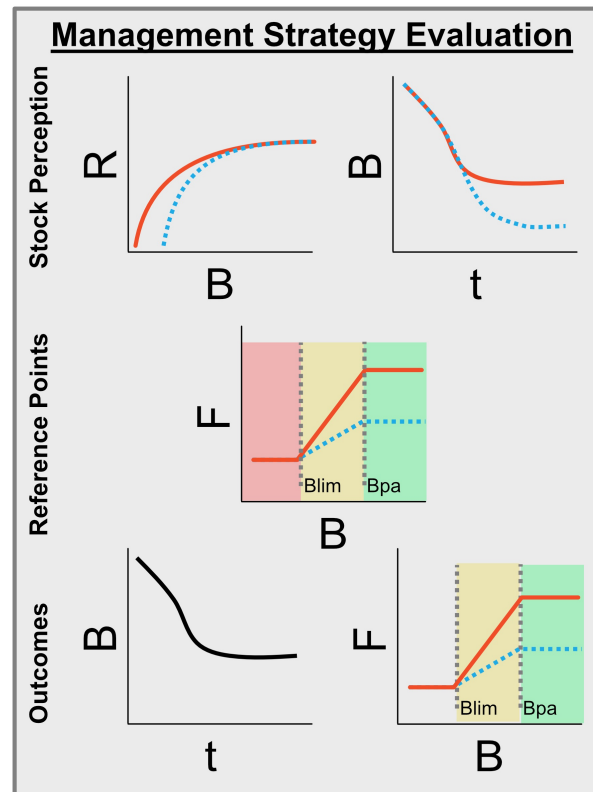 Management Strategy Evaluation
Stock Perception
R
B
B
t
Reference Points
F
Blim
Bpa
B
Outcomes
B
t
F
Blim
Bpa
B